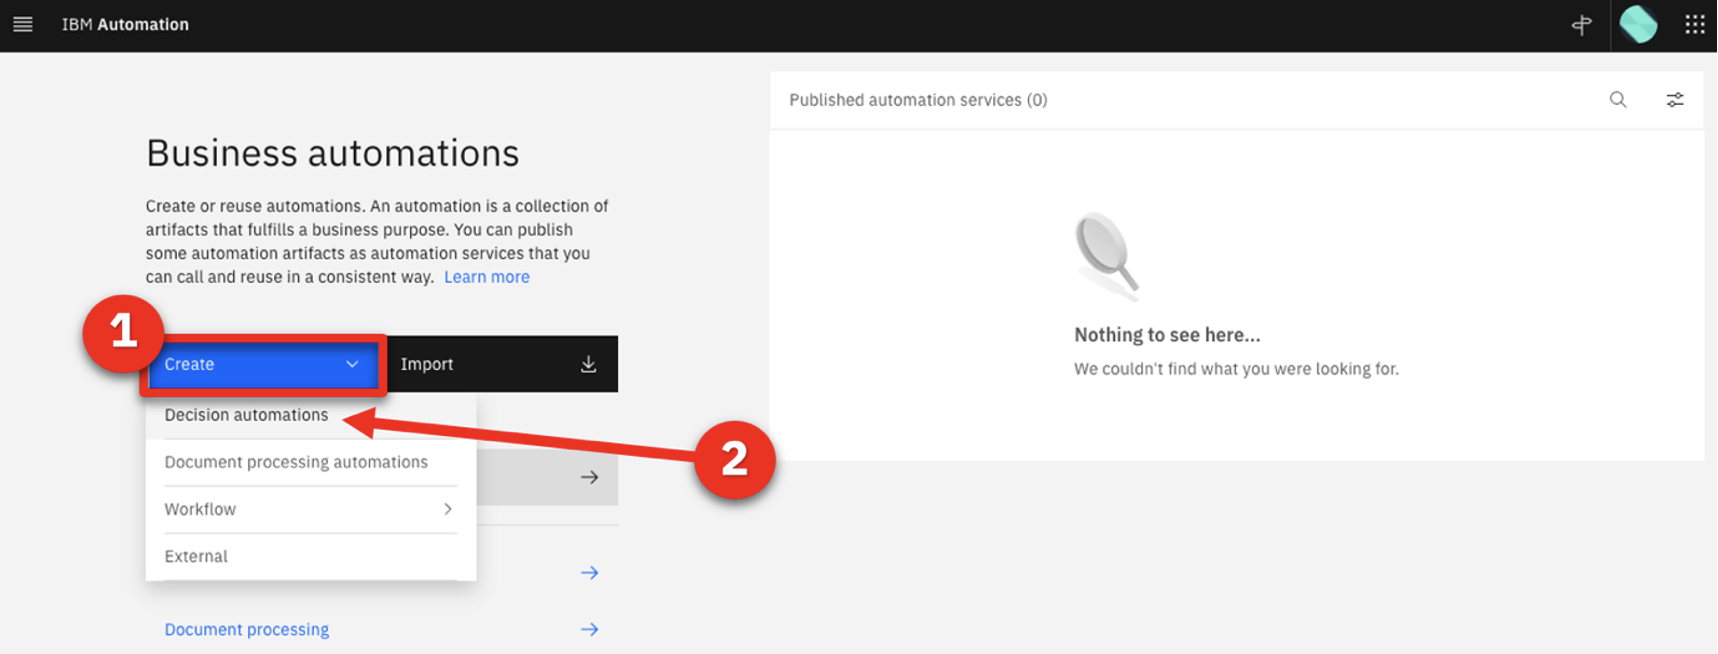 IBM Automation
Published automation services (0)
Business automations
Create or reuse automations. An automation is a collection of
artifacts that fulfills a business purpose. You can publish
some automation artifacts as automation services that you
can call and reuse in a consistent way. Learn more
1
Create
Import
Decision automations
2
Document processing automations
Workflow
External
Document processing
Nothing to see here...
We couldn't find what you were looking for.